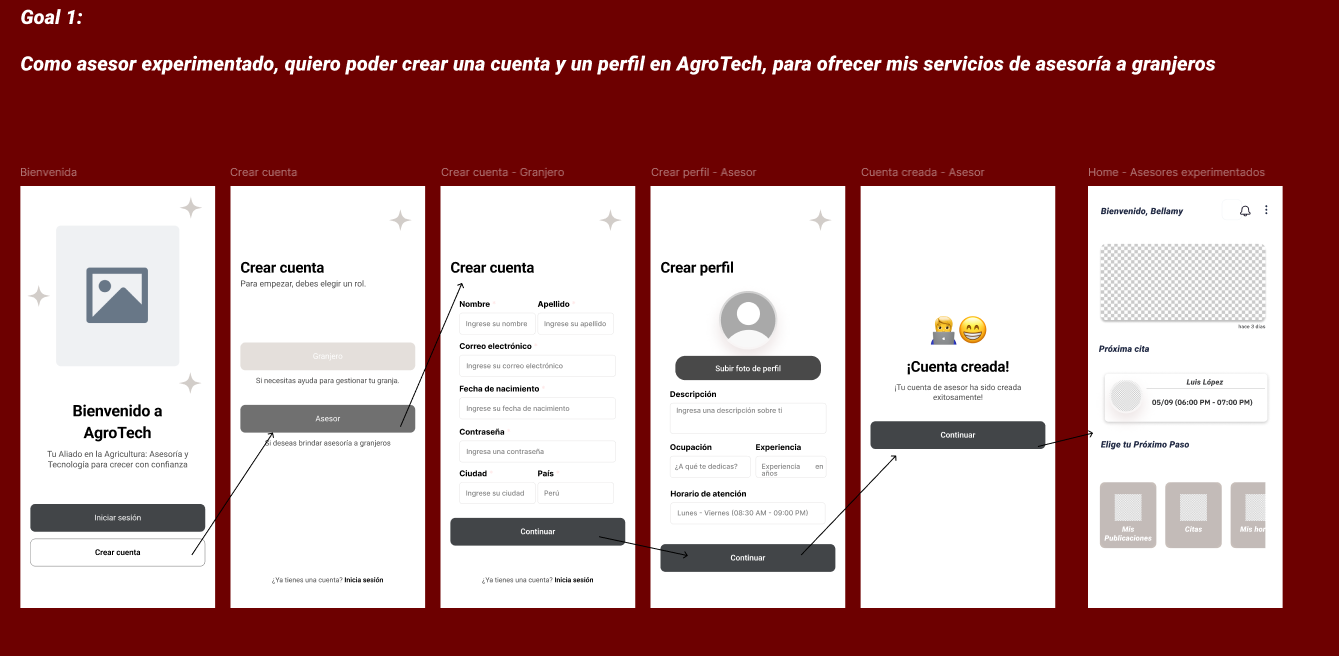 Goal 1:
Como asesor experimentado, quiero poder crear una cuenta y un perfil en AgroTech, para ofrecer mis servicios de asesoría a granjeros
Bienvenida
Bienvenido a
AgroTech
Tu Aliado en la Agricultura: Asesoría y
Tecnología para crecer con confianza
Iniciar sesión
Crear cuenta
Crear cuenta
Crear cuenta
Para empezar, debes elegir un rol.
Granjero
Si necesitas ayuda para gestionar tu granja.
Asesor
Si deseas brindar asesoría a granjeros
¿Ya tienes una cuenta? Inicia sesión
Crear cuenta - Granjero
Crear cuenta
Nombre Apellido
Ingrese su nombre Ingrese su apellido
Correo electrónico
Ingrese su correo electrónico
Fecha de nacimiento
Ingrese su fecha de nacimiento
Contraseña
Ingresa una contraseña
Ciudad País
Ingrese su ciudad Perú
Continuar
¿Ya tienes una cuenta? Inicia sesión
Crear perfil - Asesor
Crear perfil
Subir foto de perfil
Descripción
Ingresa una descripción sobre ti
Ocupación Experiencia
¿A qué te dedicas? Experiencia en
años
Horario de atención
Lunes - Viernes (08:30 AM - 09:00 PM)
Continuar
Cuenta creada - Asesor
¡Cuenta creada!
¡Tu cuenta de asesor ha sido creada
exitosamente!
Continuar
Home - Asesores experimentados
Bienvenido, Bellamy
hace 3 días
Próxima cita
Luis López
05/09 (06:00 PM - 07:00 PM)
Elige tu Próximo Paso
Mis
Publicaciones
Citas
Mis hor